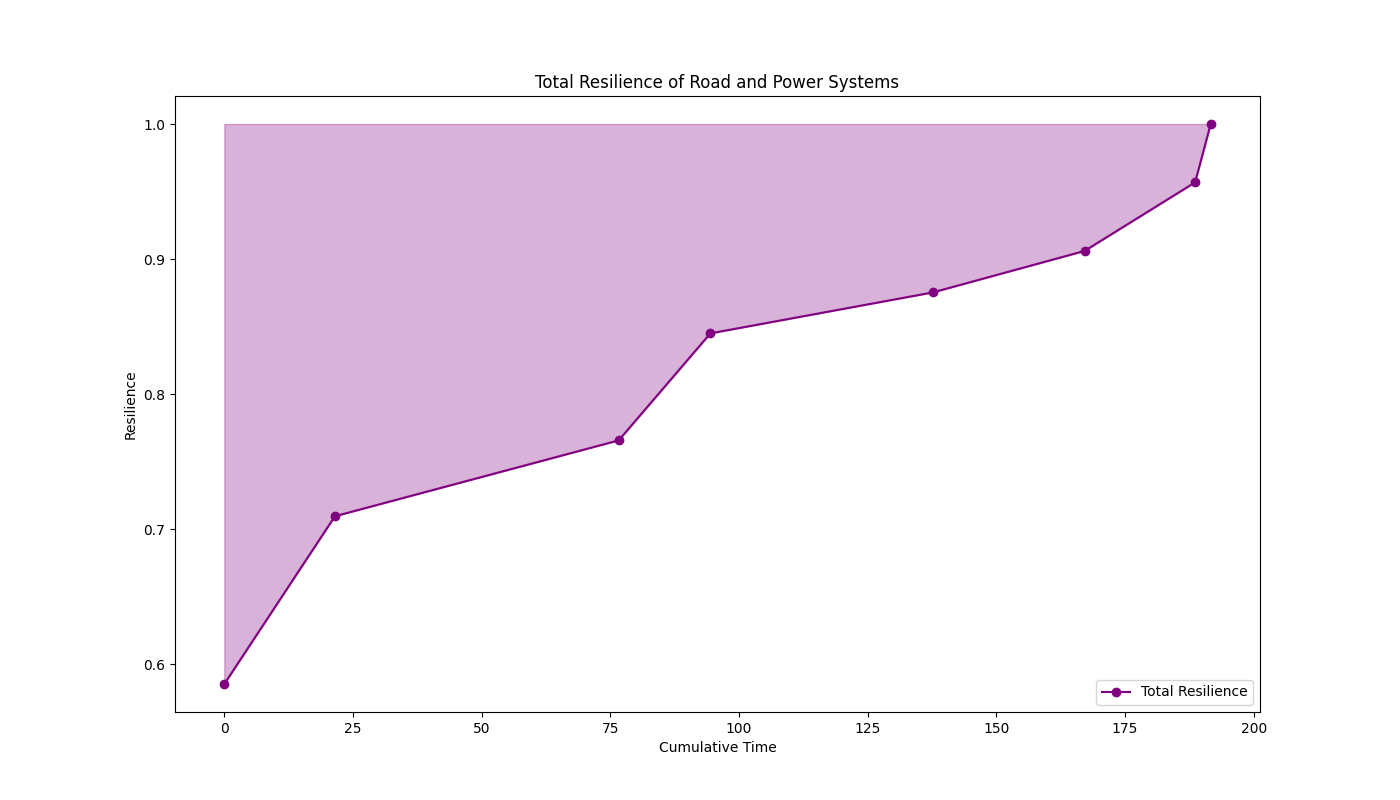 Total Resilience of Road and Power Systems
1.0
0.9
0.8
0.7
0.6
Resilience
0 25 50 75 100 125 150 175 200
Cumulative Time
Total Resilience